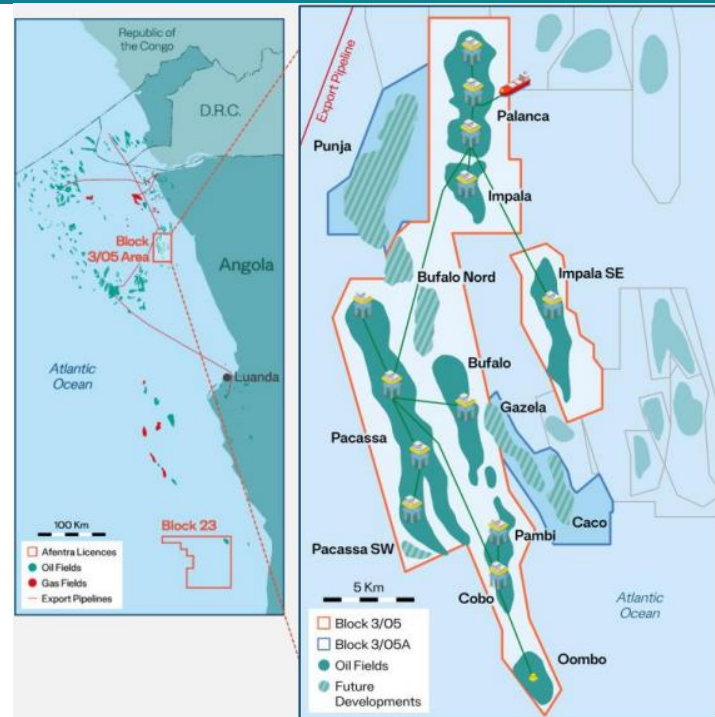 Republic of
the Congo
D.R.C.
Block
3/05 Area
Angola
Atlantic
Ocean
Luanda
100 Km
Block 23
Afentra Licences
Oil Fields
Gas Fields
Export Pipelines
Export Pipeline
Punja
Palanca
Impala
Bufalo Nord
Impala SE
Bufalo
Gazela
Pacassa
Caco
Pambi
Pacassa SW
Cobo
5 Km
Block 3/05
Block 3/05A
Oil Fields
Future
Developments
Atlantic
Ocean
Oombo